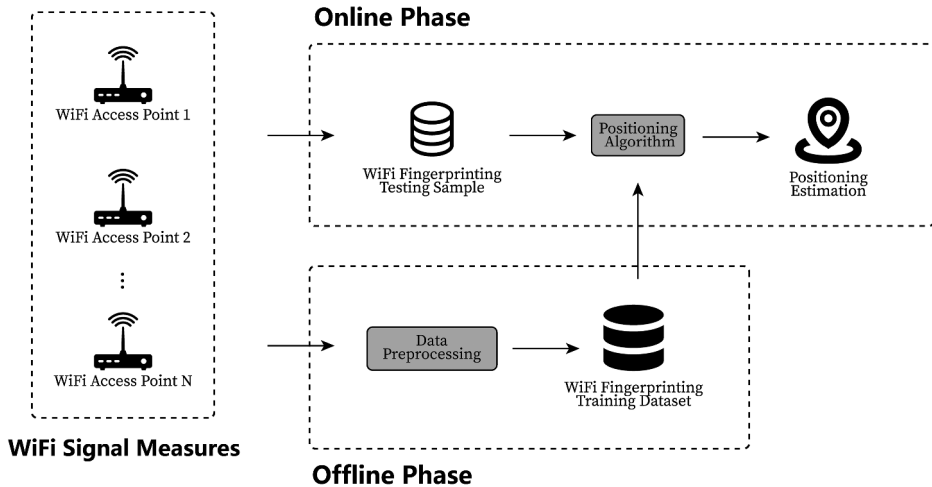 Online Phase
WiFi Access Point 1
WiFi Access Point 2
WiFi Access Point N
WiFi Signal Measures
WiFi Fingerprinting
Testing Sample
Positioning
Algorithm
Positioning
Estimation
Data
Preprocessing
WiFi Fingerprinting
Training Dataset
Offline Phase